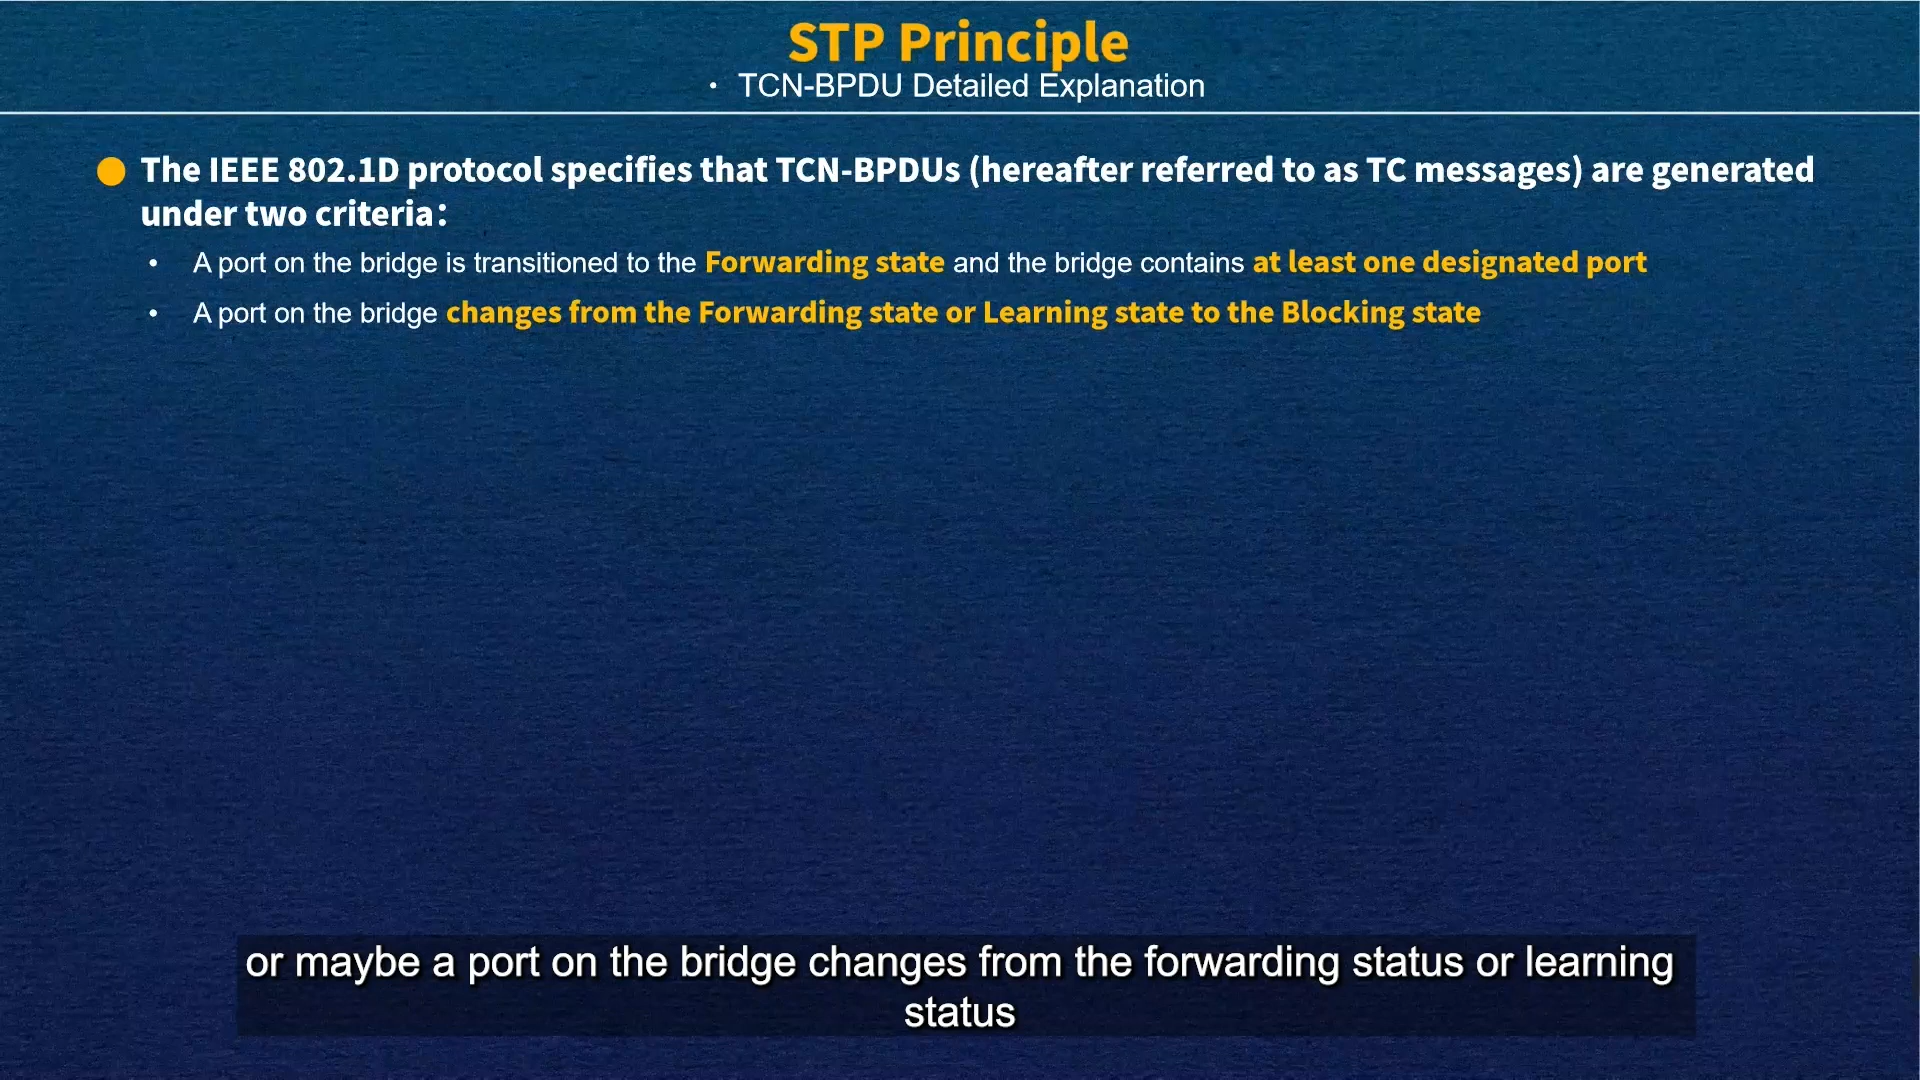 STP Principle
• TCN-BPDU Detailed Explanation
The IEEE 802.1D protocol specifies that TCN-BPDUs (hereafter referred to as TC messages) are generated
under two criteria：
• A port on the bridge is transitioned to the Forwarding state and the bridge contains at least one designated port
• A port on the bridge changes from the Forwarding state or Learning state to the Blocking state
or maybe a port on the bridge changes from the forwarding status or learning
status